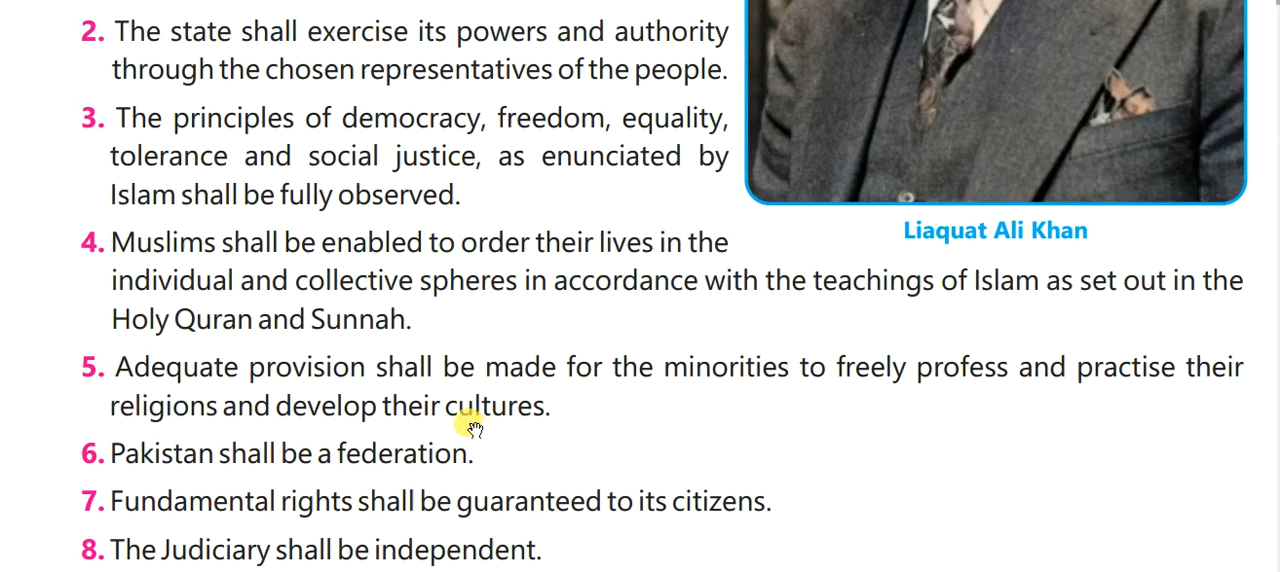 2. The state shall exercise its powers and authority
through the chosen representatives of the people.
3. The principles of democracy, freedom, equality,
tolerance and social justice, as enunciated by
Islam shall be fully observed.
Liaquat Ali Khan
4. Muslims shall be enabled to order their lives in the
individual and collective spheres in accordance with the teachings of Islam as set out in the
Holy Quran and Sunnah.
5. Adequate provision shall be made for the minorities to freely profess and practise their
religions and develop their cultures.
6. Pakistan shall be a federation.
7. Fundamental rights shall be guaranteed to its citizens.
8. The Judiciary shall be independent.